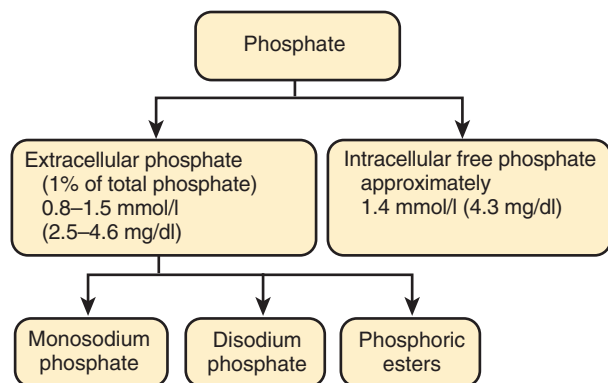 Phosphate
Extracellular phosphate
(1% of total phosphate)
0.8–1.5 mmol/l
(2.5–4.6 mg/dl)
Intracellular free phosphate
approximately
1.4 mmol/l (4.3 mg/dl)
Monosodium
phosphate
Disodium
phosphate
Phosphoric
esters